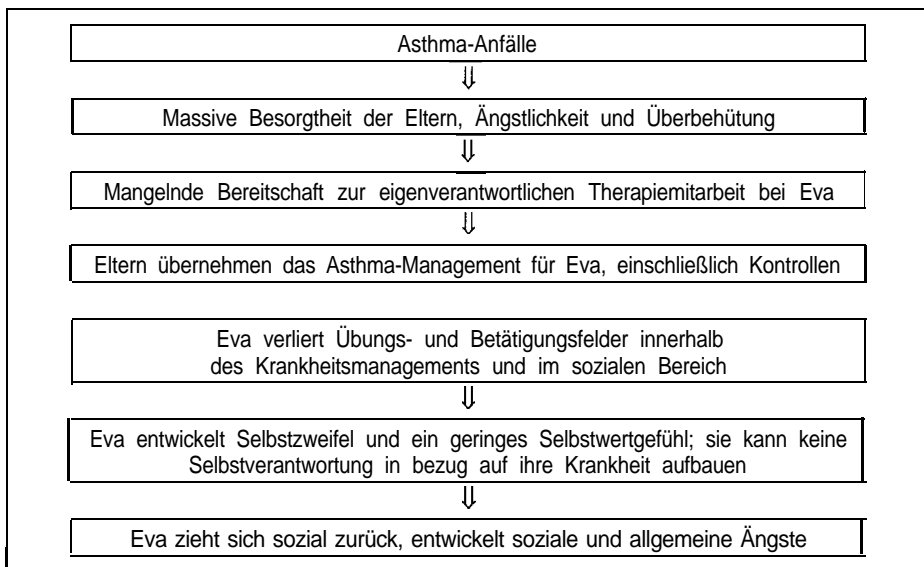 Asthma-Anfälle
⇓
Massive Besorgtheit der Eltern, Ängstlichkeit und Überbehütung
⇓
Mangelnde Bereitschaft zur eigenverantwortlichen Therapiemitarbeit bei Eva
⇓
Eltern übernehmen das Asthma-Management für Eva, einschließlich Kontrollen
Eva verliert Übungs- und Betätigungsfelder innerhalb
des Krankheitsmanagements und im sozialen Bereich
⇓
Eva entwickelt Selbstzweifel und ein geringes Selbstwertgefühl; sie kann keine
Selbstverantwortung in bezug auf ihre Krankheit aufbauen
⇓
Eva zieht sich sozial zurück, entwickelt soziale und allgemeine Ängste